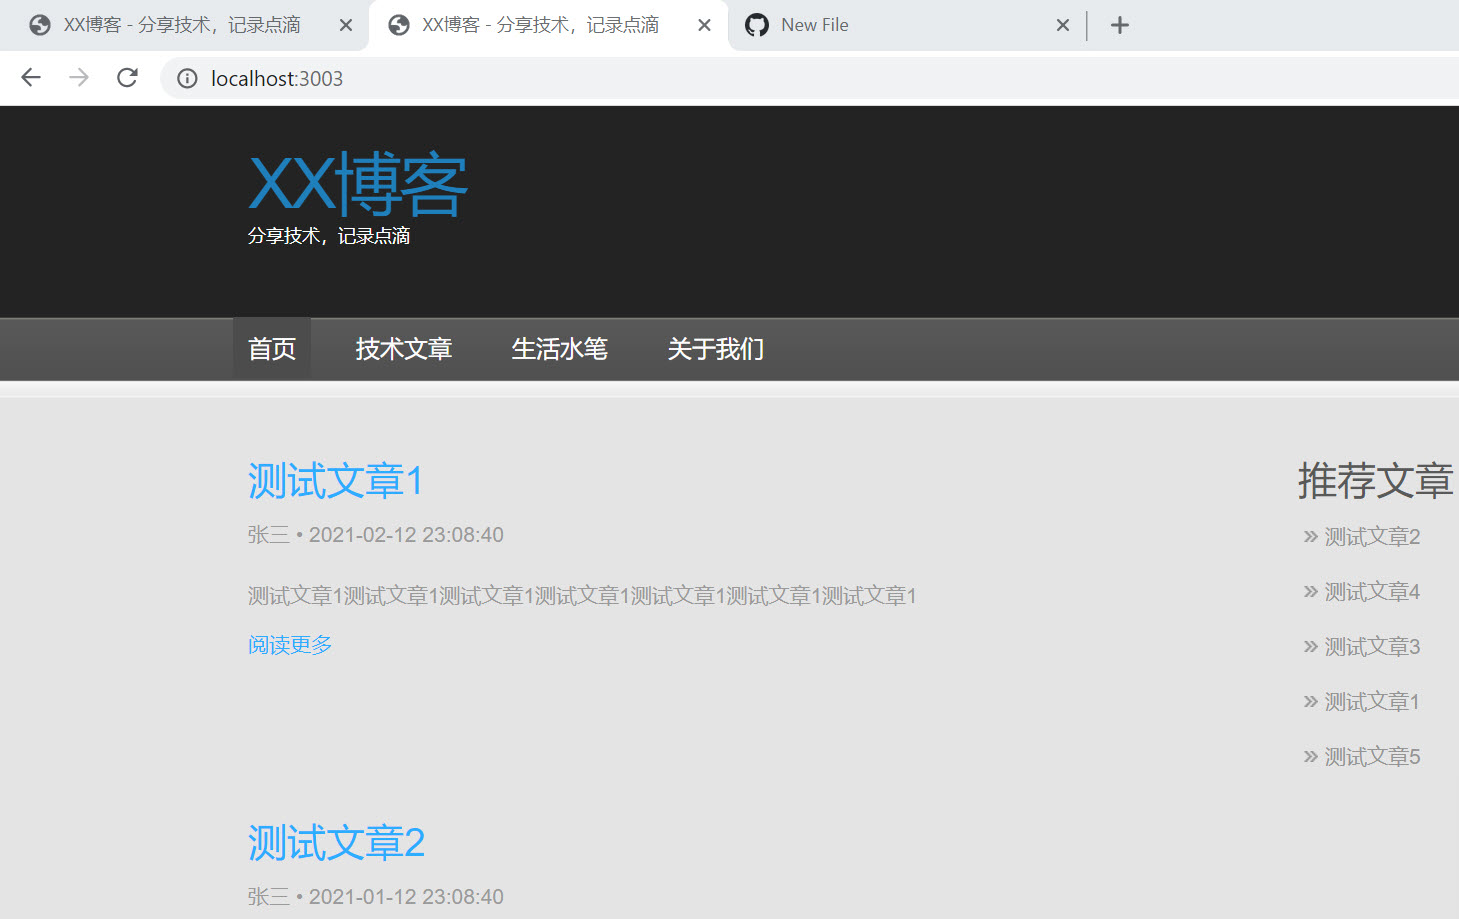 XX博客 - 分享技术，记录点滴
XX博客 - 分享技术，记录点滴
New File
localhost:3003
XX博客
分享技术，记录点滴
首页 技术文章 生活水笔 关于我们
测试文章1
张三 • 2021-02-12 23:08:40
测试文章1测试文章1测试文章1测试文章1测试文章1测试文章1测试文章1
阅读更多
测试文章2
张三 • 2021-01-12 23:08:40
推荐文章
» 测试文章2
» 测试文章4
» 测试文章3
» 测试文章1
» 测试文章5